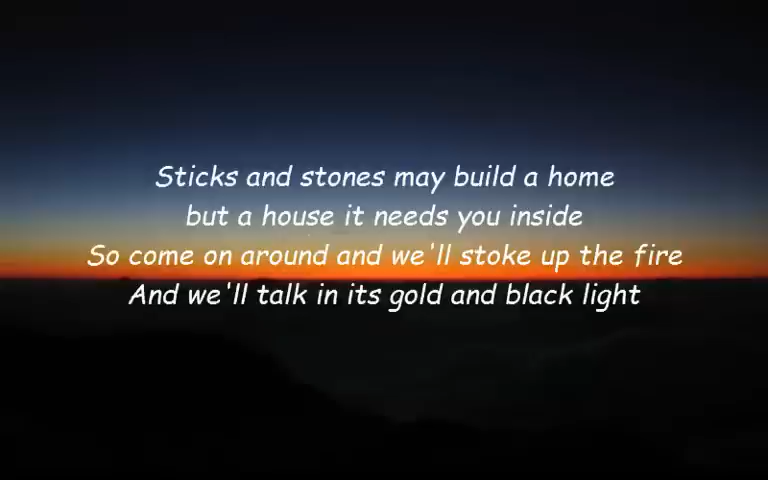 Sticks and stones may build a home
but a house it needs you inside
So come on around and we'll stoke up the fire
And we'll talk in its gold and black light